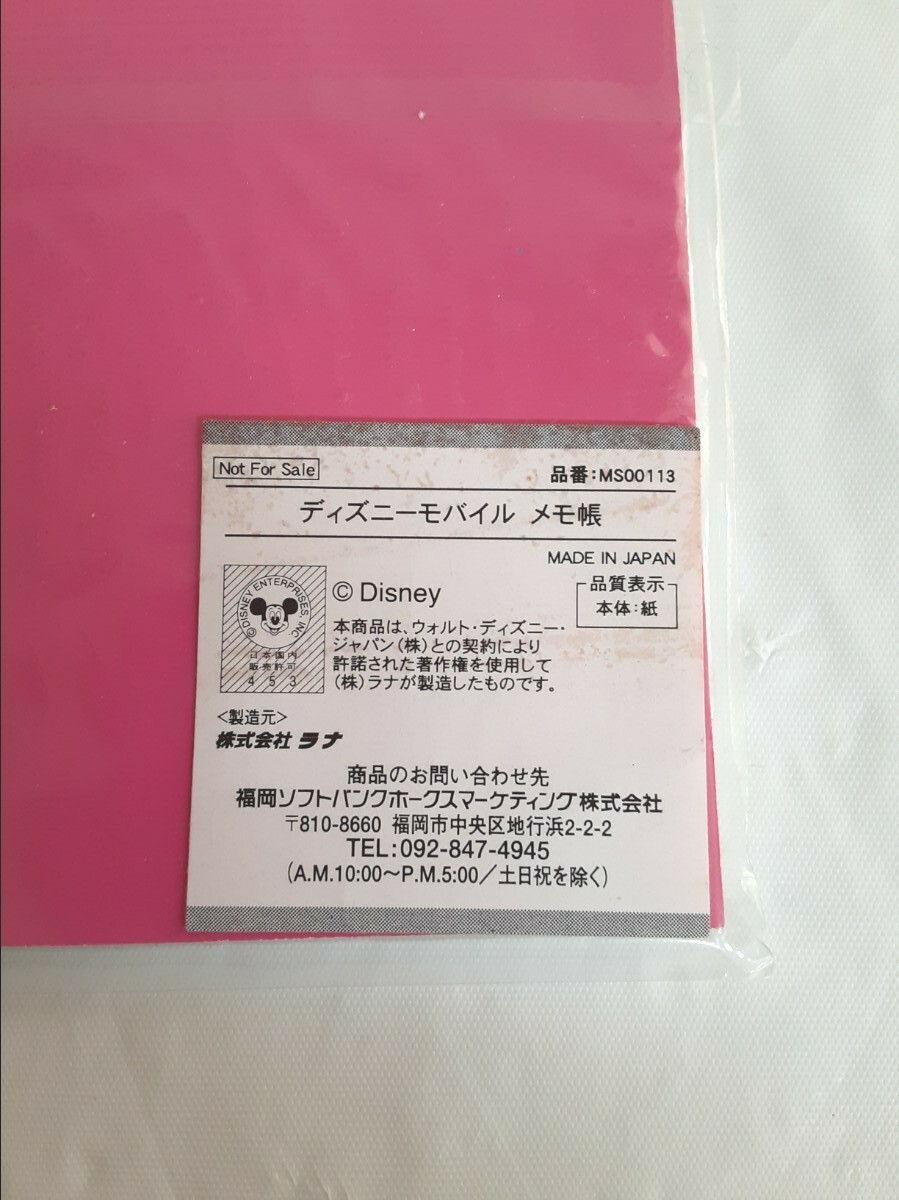 Not For Sale
品番:MS00113
ディズニーモバイル メモ帳
MADE IN JAPAN
©DISNEY ENTERPRISES, INC
日本国内
販売許可
453
© Disney
品質表示
本体:紙
本商品は、ウォルト・ディズニー・
ジャパン(株)との契約により
許諾された著作権を使用して
(株)ラナが製造したものです。
<製造元>
株式会社 ラナ
商品のお問い合わせ先
福岡ソフトバンクホークスマーケティング株式会社
〒810-8660 福岡市中央区地行浜2-2-2
TEL:092-847-4945
(A.M.10:00~P.M.5:00/土日祝を除く)